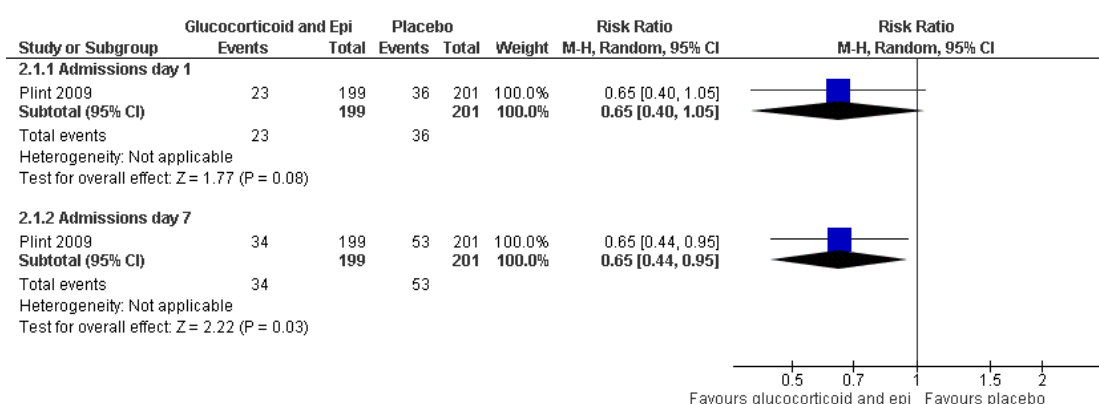 Glucocorticoid and Epi Placebo Risk Ratio Risk Ratio
Study or Subgroup Events Total Events Total Weight M-H, Random, 95% CI M-H, Random, 95% CI
2.1.1 Admissions day 1
Plint 2009 23 199 36 201 100.0% 0.65 [0.40, 1.05]
Subtotal (95% CI) 199 201 100.0% 0.65 [0.40, 1.05]
Total events 23 36
Heterogeneity: Not applicable
Test for overall effect: Z = 1.77 (P = 0.08)
2.1.2 Admissions day 7
Plint 2009 34 199 53 201 100.0% 0.65 [0.44, 0.95]
Subtotal (95% CI) 199 201 100.0% 0.65 [0.44, 0.95]
Total events 34 53
Heterogeneity: Not applicable
Test for overall effect: Z = 2.22 (P = 0.03)
0.5 0.7 1 1.5 2
Favours glucocorticoid and epi Favours placebo